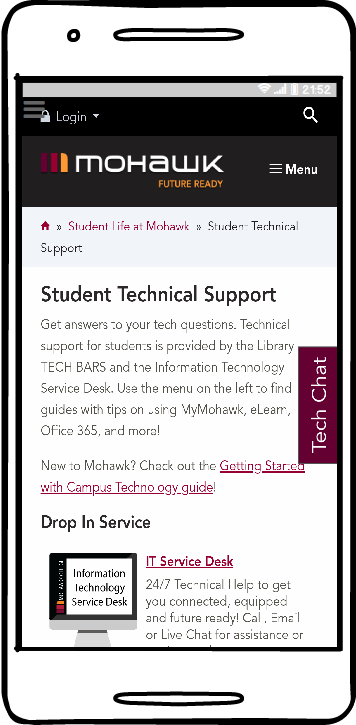 21:52
Login
mohawk
FUTURE READY
Menu
» Student Life at Mohawk » Student Technical
Support
Student Technical Support
Get answers to your tech questions. Technical
support for students is provided by the Library
TECH BARS and the Information Technology
Service Desk. Use the menu on the left to find
guides with tips on using MyMohawk, eLearn,
Office 365, and more!
Tech Chat
New to Mohawk? Check out the Getting Started
with Campus Technology guide!
Drop In Service
Information
Technology
Service Desk
IT Service Desk
24/7 Technical Help to get
you connected, equipped
and future ready! Call, Email
or Live Chat for assistance or